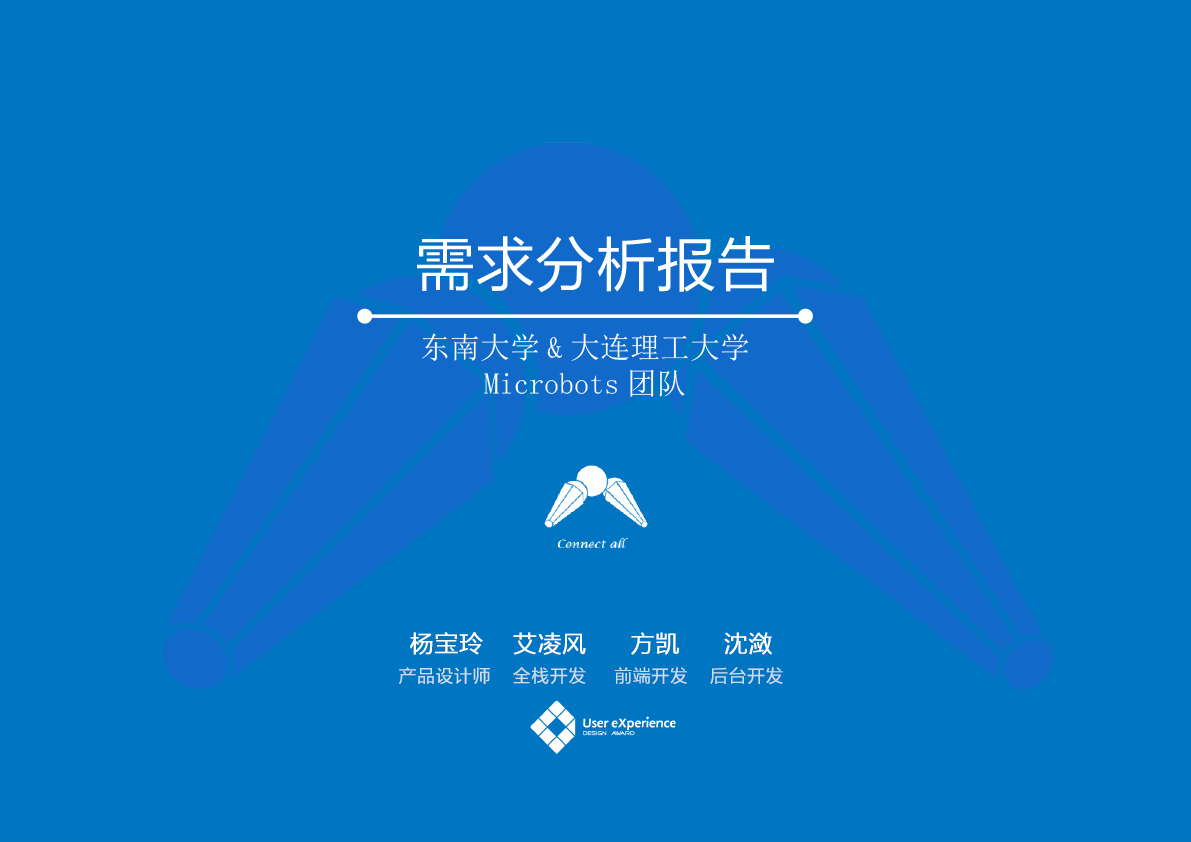 需求分析报告
东南大学 & 大连理工大学
Microbots 团队
Connect all
杨宝玲 艾凌风 方凯 沈潋
产品设计师 全栈开发 前端开发 后台开发
User eXperience
DESIGN AWARD